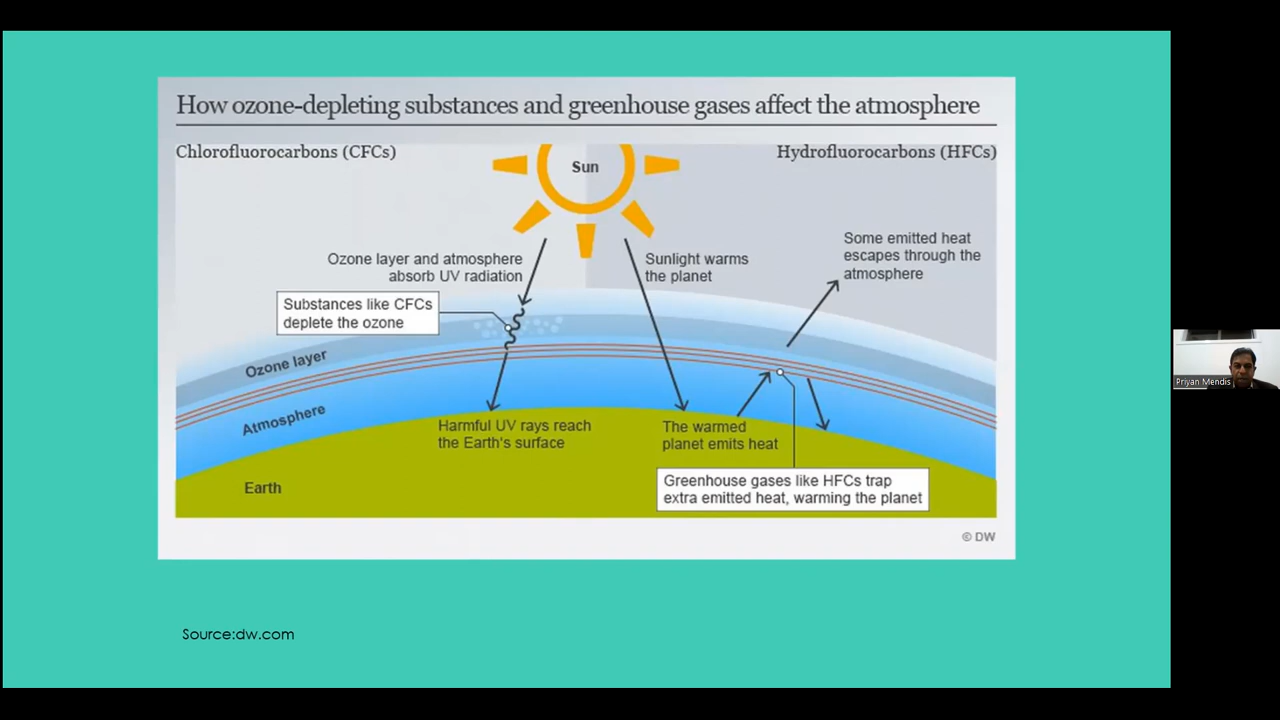 How ozone-depleting substances and greenhouse gases affect the atmosphere
Chlorofluorocarbons (CFCs)
Hydrofluorocarbons (HFCs)
Sun
Ozone layer and atmosphere
absorb UV radiation
Sunlight warms
the planet
Some emitted heat
escapes through the
atmosphere
Substances like CFCs
deplete the ozone
Ozone layer
Atmosphere
Harmful UV rays reach
the Earth's surface
The warmed
planet emits heat
Greenhouse gases like HFCs trap
extra emitted heat, warming the planet
Earth
© DW
Source:dw.com
Priyan Mendis